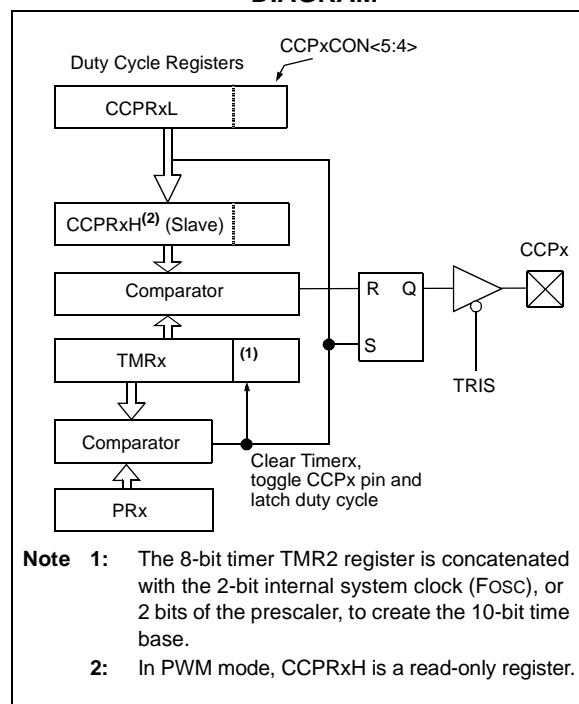 DIAGRAM
CCPxCON<5:4>
Duty Cycle Registers
CCPRxL
CCPRxH(2) (Slave)
CCPx
Comparator
R Q
TMRx (1)
S
TRIS
Comparator
Clear Timerx,
toggle CCPx pin and
latch duty cycle
PRx
Note 1: The 8-bit timer TMR2 register is concatenated
with the 2-bit internal system clock (FOSC), or
2 bits of the prescaler, to create the 10-bit time
base.
2: In PWM mode, CCPRxH is a read-only register.